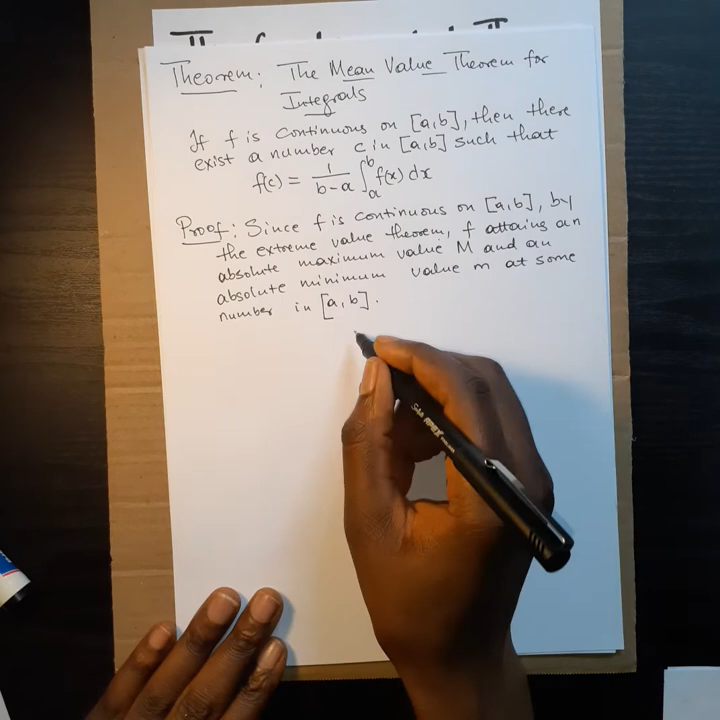 Theorem: The Mean Value Theorem for
Integrals
If f is continuous on [a,b], then there
exist a number c in [a,b] such that
f(c) = 1/(b-a) ∫_a^b f(x) dx
Proof: Since f is continuous on [a,b], by
the extreme value theorem, f attains an
absolute maximum value M and an
absolute minimum value m at some
number in [a,b].